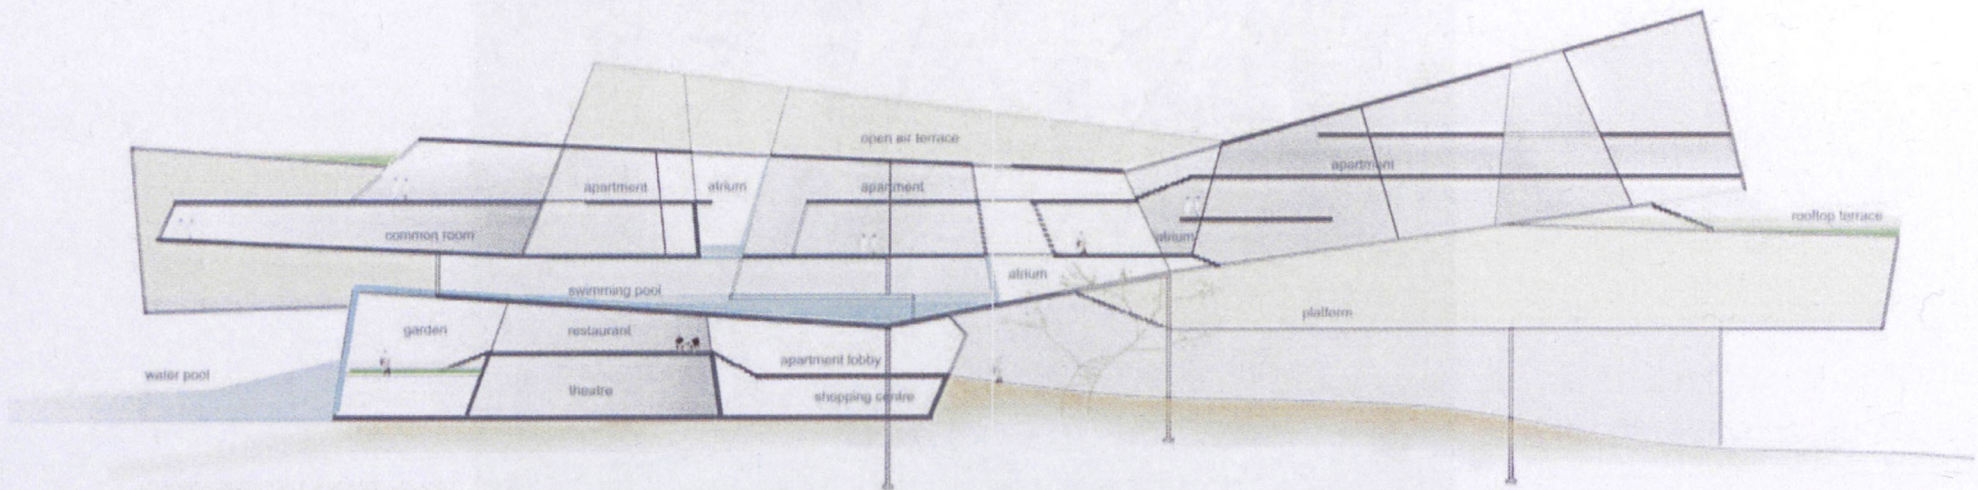 open air terrace
apartment
atrium
apartment
apartment
rooftop terrace
common room
atrium
atrium
swimming pool
platform
garden
restaurant
apartment lobby
water pool
theatre
shopping centre